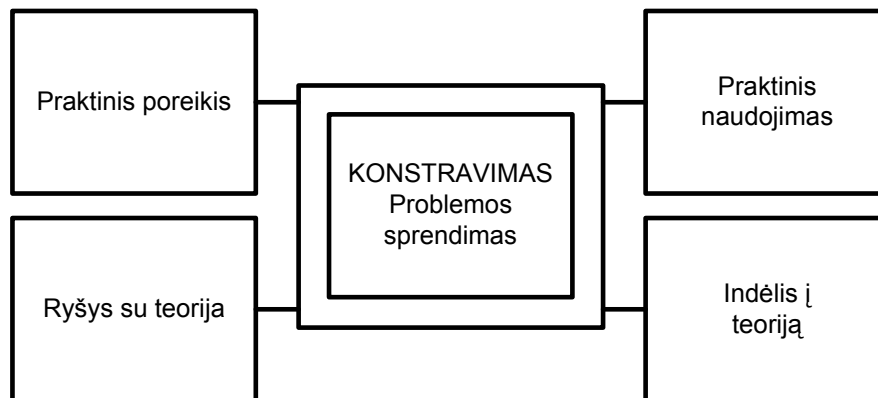 Praktinis poreikis
Praktinis
naudojimas
KONSTRAVIMAS
Problemos
sprendimas
Ryšys su teorija
Indėlis į
teoriją